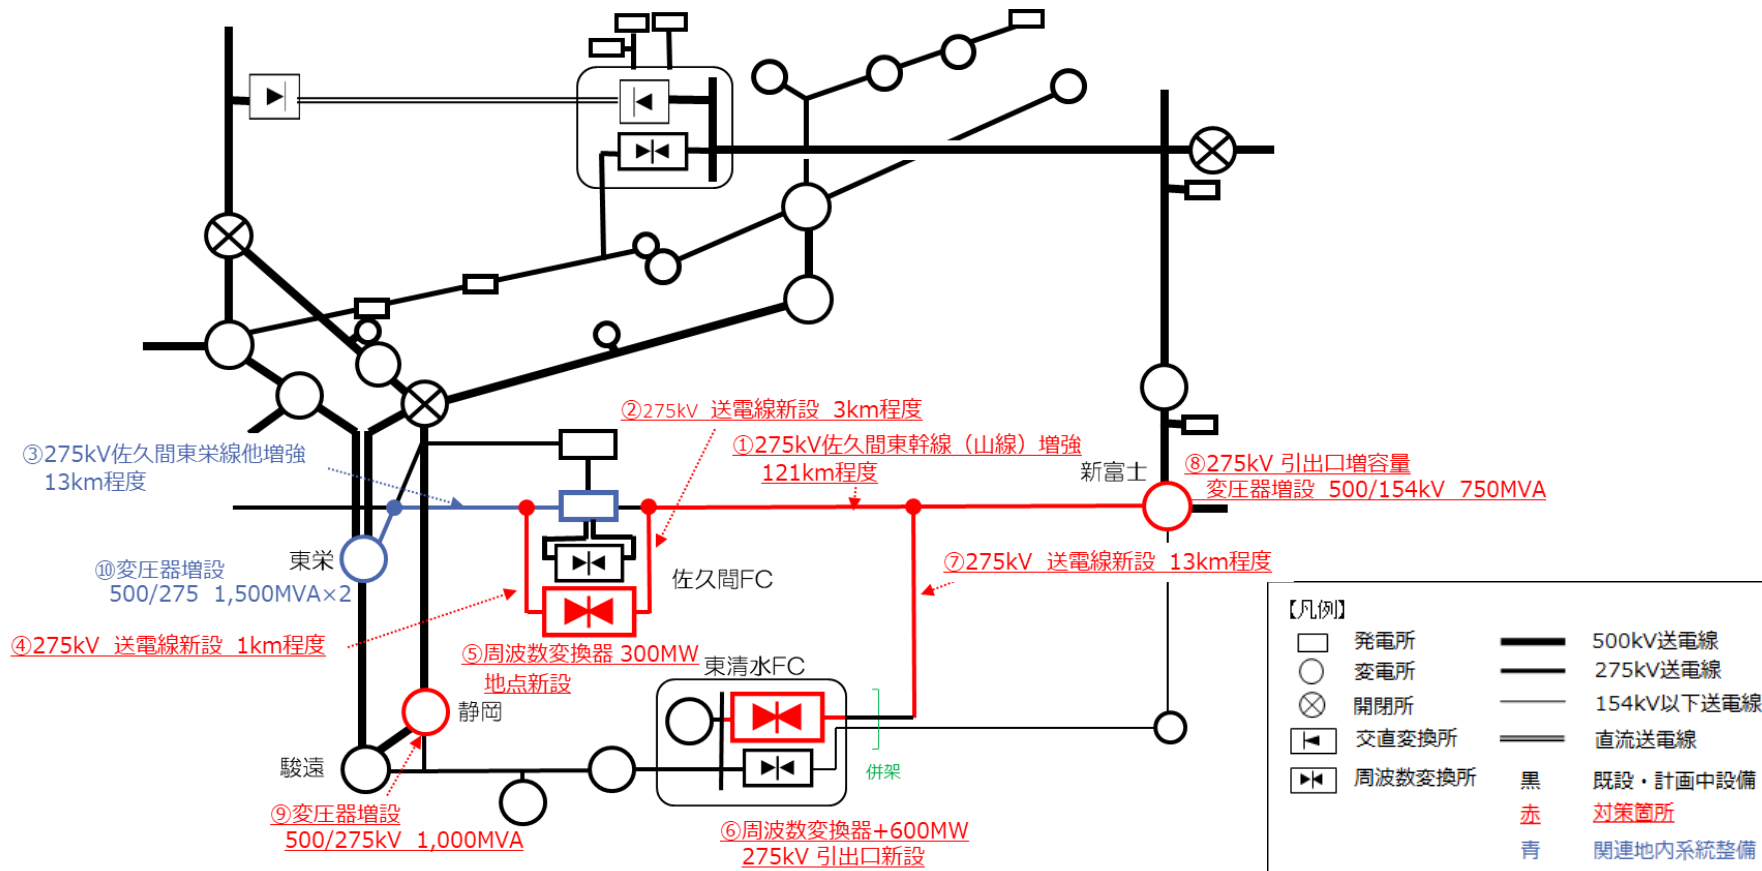 ②275kV 送電線新設 3km程度
③275kV佐久間東栄線他増強
13km程度
①275kV佐久間東幹線（山線）増強
121km程度
新富士
⑧275kV 引出口増容量
変圧器増設 500/154kV 750MVA
東栄
⑩変圧器増設
500/275 1,500MVA×2
佐久間FC
⑦275kV 送電線新設 13km程度
④275kV 送電線新設 1km程度
⑤周波数変換器 300MW
地点新設
東清水FC
静岡
駿遠
併架
⑨変圧器増設
500/275kV 1,000MVA
⑥周波数変換器+600MW
275kV 引出口新設
【凡例】
発電所
500kV送電線
変電所
275kV送電線
開閉所
154kV以下送電線
交直変換所
直流送電線
周波数変換所
黒 既設・計画中設備
赤 対策箇所
青 関連地内系統整備